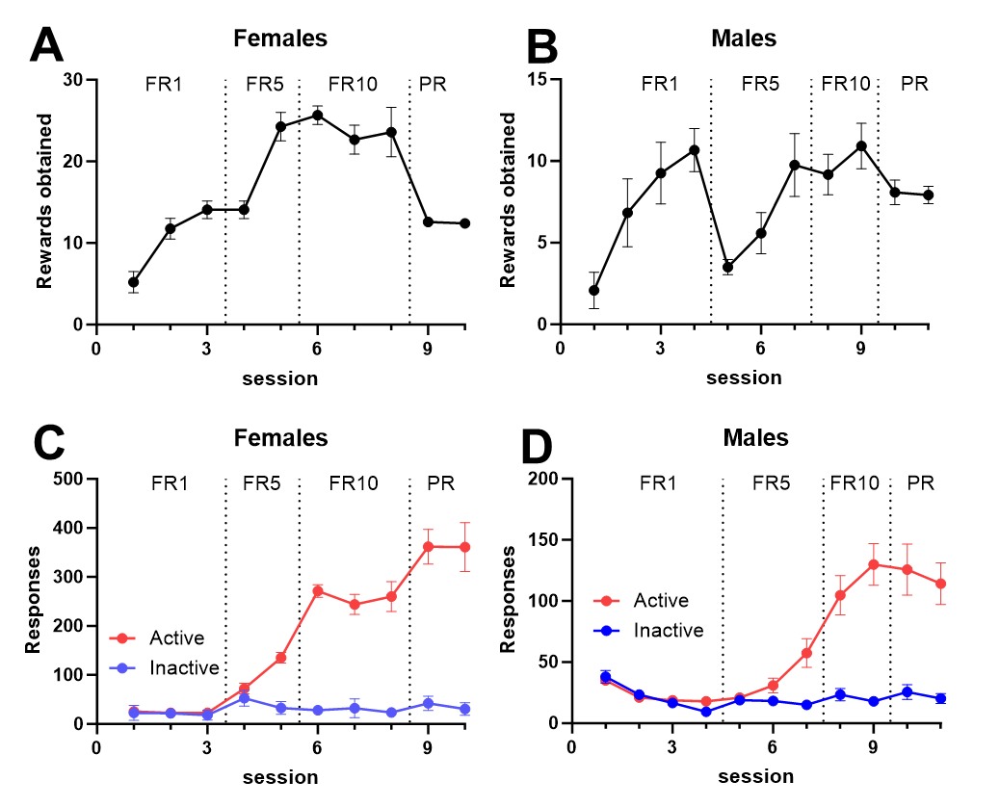 A
Females
FR1 FR5 FR10 PR
Rewards obtained
30
20
10
0
0 3 6 9
session
B
Males
FR1 FR5 FR10 PR
Rewards obtained
15
10
5
0
0 3 6 9
session
C
Females
FR1 FR5 FR10 PR
Responses
500
400
300
200
100
0
Active
Inactive
0 3 6 9
session
D
Males
FR1 FR5 FR10 PR
Responses
200
150
100
50
0
Active
Inactive
0 3 6 9
session